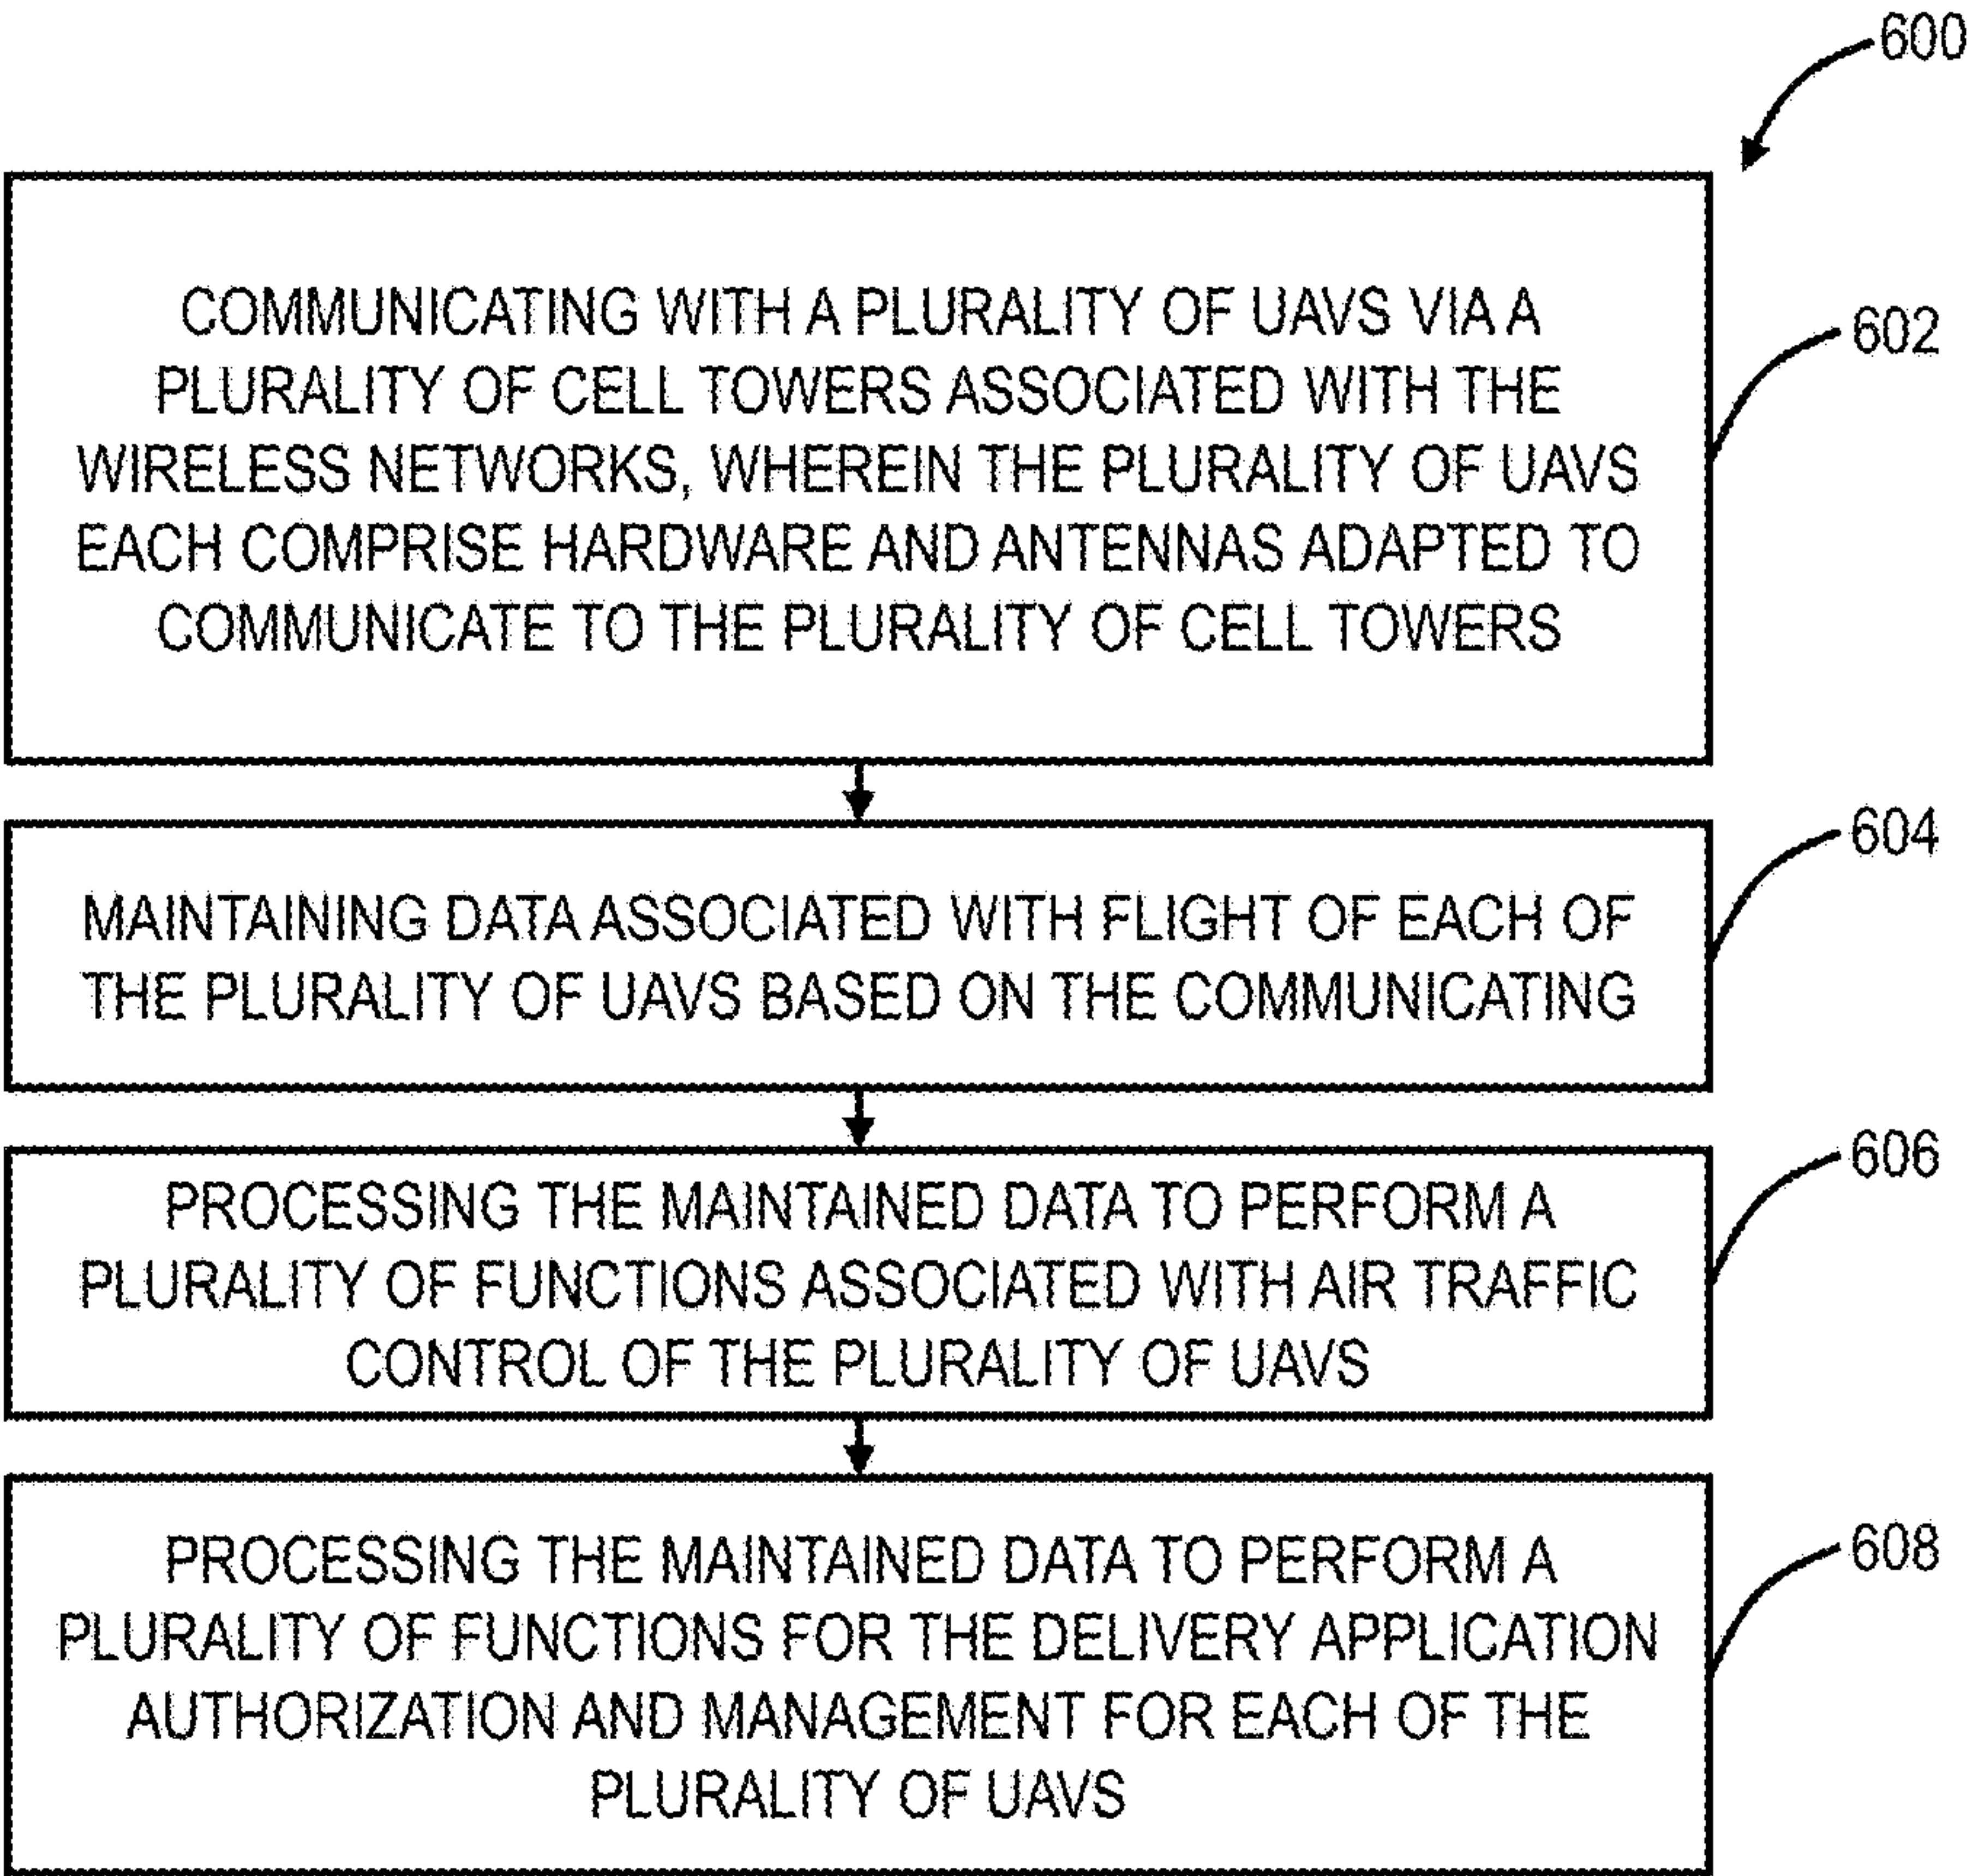 600
COMMUNICATING WITH A PLURALITY OF UAVS VIA A
PLURALITY OF CELL TOWERS ASSOCIATED WITH THE
WIRELESS NETWORKS, WHEREIN THE PLURALITY OF UAVS
EACH COMPRISE HARDWARE AND ANTENNAS ADAPTED TO
COMMUNICATE TO THE PLURALITY OF CELL TOWERS
602
MAINTAINING DATA ASSOCIATED WITH FLIGHT OF EACH OF
THE PLURALITY OF UAVS BASED ON THE COMMUNICATING
604
PROCESSING THE MAINTAINED DATA TO PERFORM A
PLURALITY OF FUNCTIONS ASSOCIATED WITH AIR TRAFFIC
CONTROL OF THE PLURALITY OF UAVS
606
PROCESSING THE MAINTAINED DATA TO PERFORM A
PLURALITY OF FUNCTIONS FOR THE DELIVERY APPLICATION
AUTHORIZATION AND MANAGEMENT FOR EACH OF THE
PLURALITY OF UAVS
608